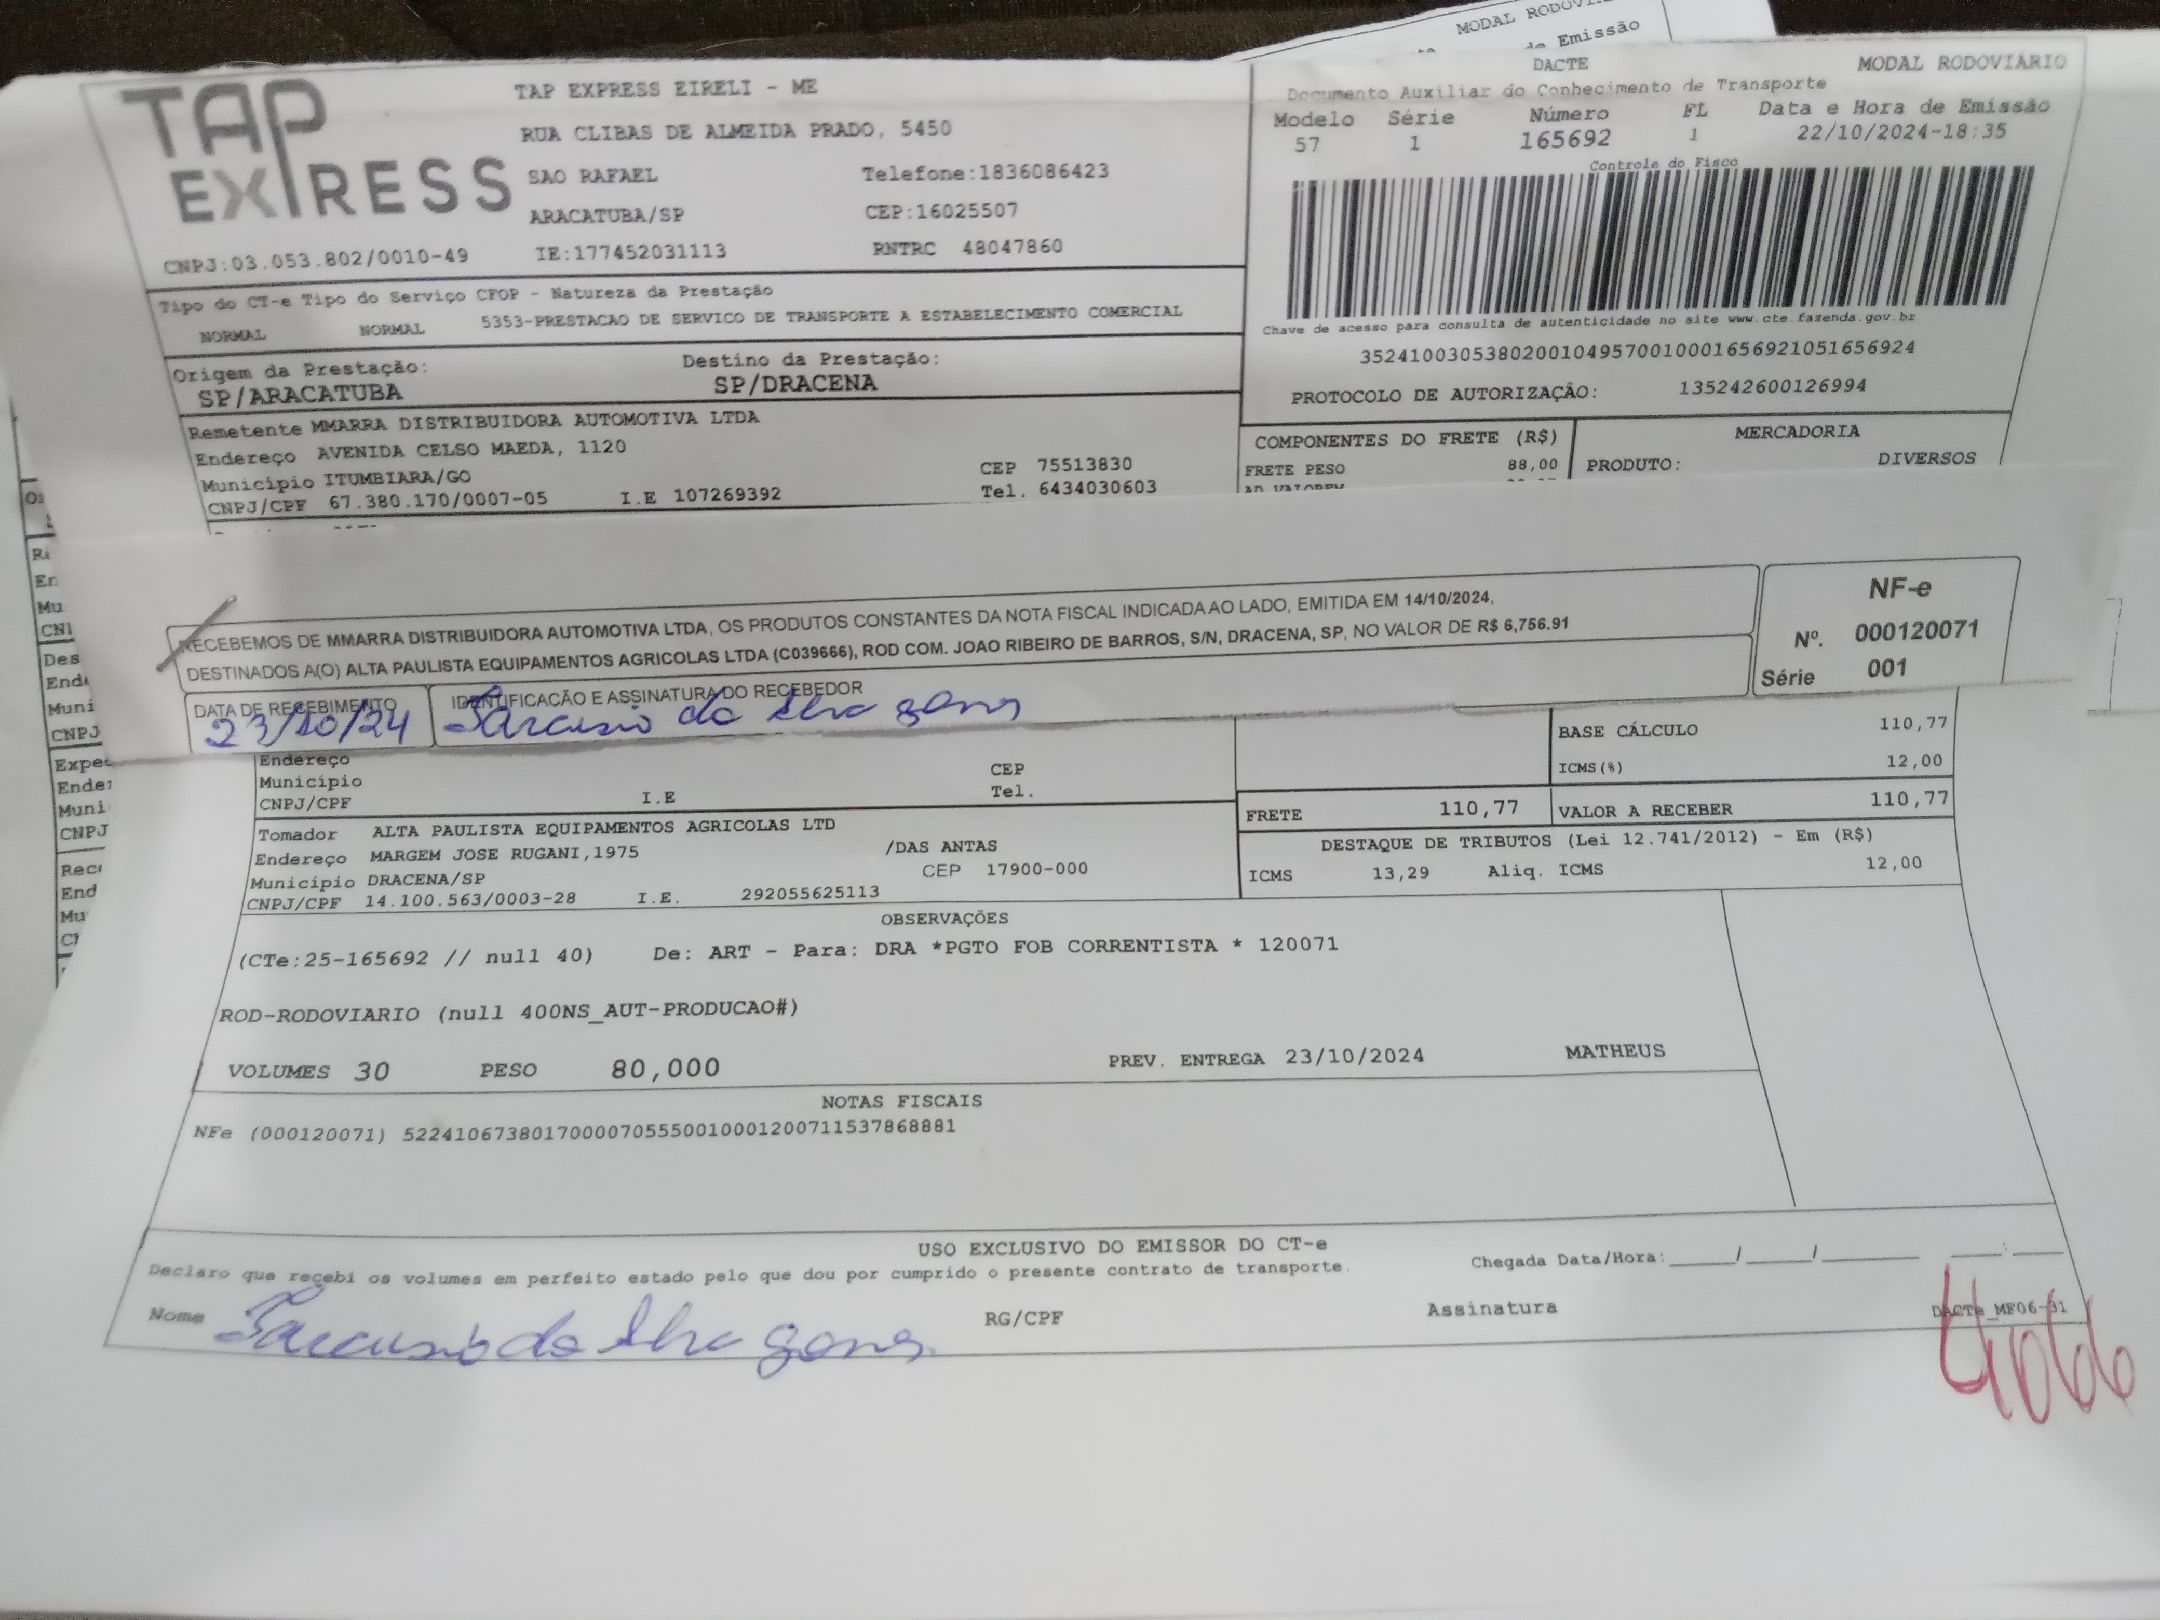 MODAL RODOVI
de Emissão
TAP EXPRESS
TAP EXPRESS EIRELI - ME
RUA CLIBAS DE ALMEIDA PRADO, 5450
SAO RAFAEL Telefone:1836086423
ARACATUBA/SP CEP:16025507
CNPJ:03.053.802/0010-49 IE:177452031113 RNTRC 48047860
DACTE MODAL RODOVIARIO
Documento Auxiliar do Conhecimento de Transporte
Modelo Série Número FL Data e Hora de Emissão
57 1 165692 1 22/10/2024-18:35
Controle do Fisco
Chave de acesso para consulta de autenticidade no site www.cte.fazenda.gov.br
35241003053802001049570010001656921051656924
PROTOCOLO DE AUTORIZAÇÃO: 135242600126994
Tipo do CT-e Tipo do Serviço CFOP - Natureza da Prestação
NORMAL NORMAL 5353-PRESTACAO DE SERVICO DE TRANSPORTE A ESTABELECIMENTO COMERCIAL
Origem da Prestação: Destino da Prestação:
SP/ARACATUBA SP/DRACENA
Remetente MMARRA DISTRIBUIDORA AUTOMOTIVA LTDA
Endereço AVENIDA CELSO MAEDA, 1120
Município ITUMBIARA/GO CEP 75513830
CNPJ/CPF 67.380.170/0007-05 I.E 107269392 Tel. 6434030603
COMPONENTES DO FRETE (R$) MERCADORIA
FRETE PESO 88,00 PRODUTO: DIVERSOS
RECEBEMOS DE MMARRA DISTRIBUIDORA AUTOMOTIVA LTDA, OS PRODUTOS CONSTANTES DA NOTA FISCAL INDICADA AO LADO, EMITIDA EM 14/10/2024,
DESTINADOS A(O) ALTA PAULISTA EQUIPAMENTOS AGRICOLAS LTDA (C039666), ROD COM. JOAO RIBEIRO DE BARROS, S/N, DRACENA, SP, NO VALOR DE R$ 6,756.91
NF-e
Nº. 000120071
Série 001
DATA DE RECEBIMENTO IDENTIFICAÇÃO E ASSINATURA DO RECEBEDOR
23/10/24
Endereço
Município CEP
CNPJ/CPF I.E Tel.
BASE CÁLCULO 110,77
ICMS(%) 12,00
FRETE 110,77 VALOR A RECEBER 110,77
DESTAQUE DE TRIBUTOS (Lei 12.741/2012) - Em (R$)
ICMS 13,29 Aliq. ICMS 12,00
Tomador ALTA PAULISTA EQUIPAMENTOS AGRICOLAS LTD
Endereço MARGEM JOSE RUGANI,1975 /DAS ANTAS
Município DRACENA/SP CEP 17900-000
CNPJ/CPF 14.100.563/0003-28 I.E. 292055625113
OBSERVAÇÕES
(CTe:25-165692 // null 40) De: ART - Para: DRA *PGTO FOB CORRENTISTA * 120071
ROD-RODOVIARIO (null 400NS_AUT-PRODUCAO#)
VOLUMES 30 PESO 80,000 PREV. ENTREGA 23/10/2024 MATHEUS
NOTAS FISCAIS
NFe (000120071) 52241067380170000705550010001200711537868881
USO EXCLUSIVO DO EMISSOR DO CT-e
Declaro que recebi os volumes em perfeito estado pelo que dou por cumprido o presente contrato de transporte. Chegada Data/Hora:
Nome RG/CPF Assinatura